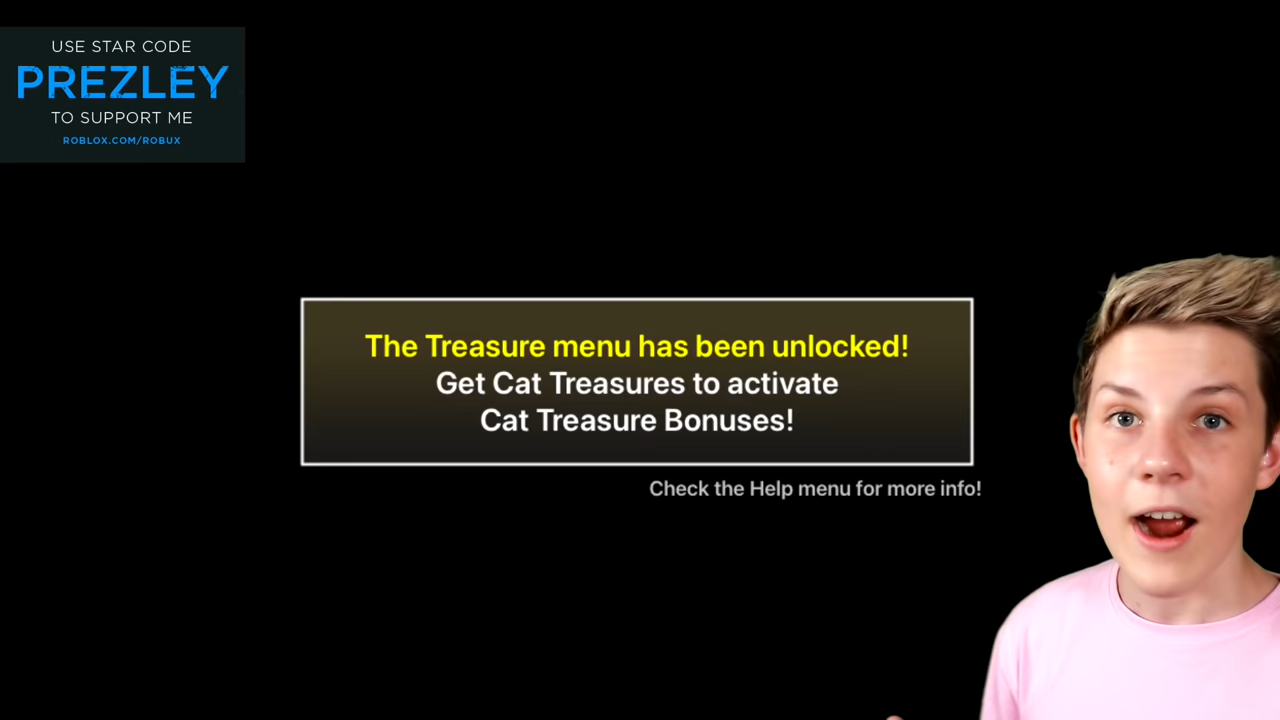 USE STAR CODE
PREZLEY
TO SUPPORT ME
ROBLOX.COM/ROBUX
The Treasure menu has been unlocked!
Get Cat Treasures to activate
Cat Treasure Bonuses!
Check the Help menu for more info!